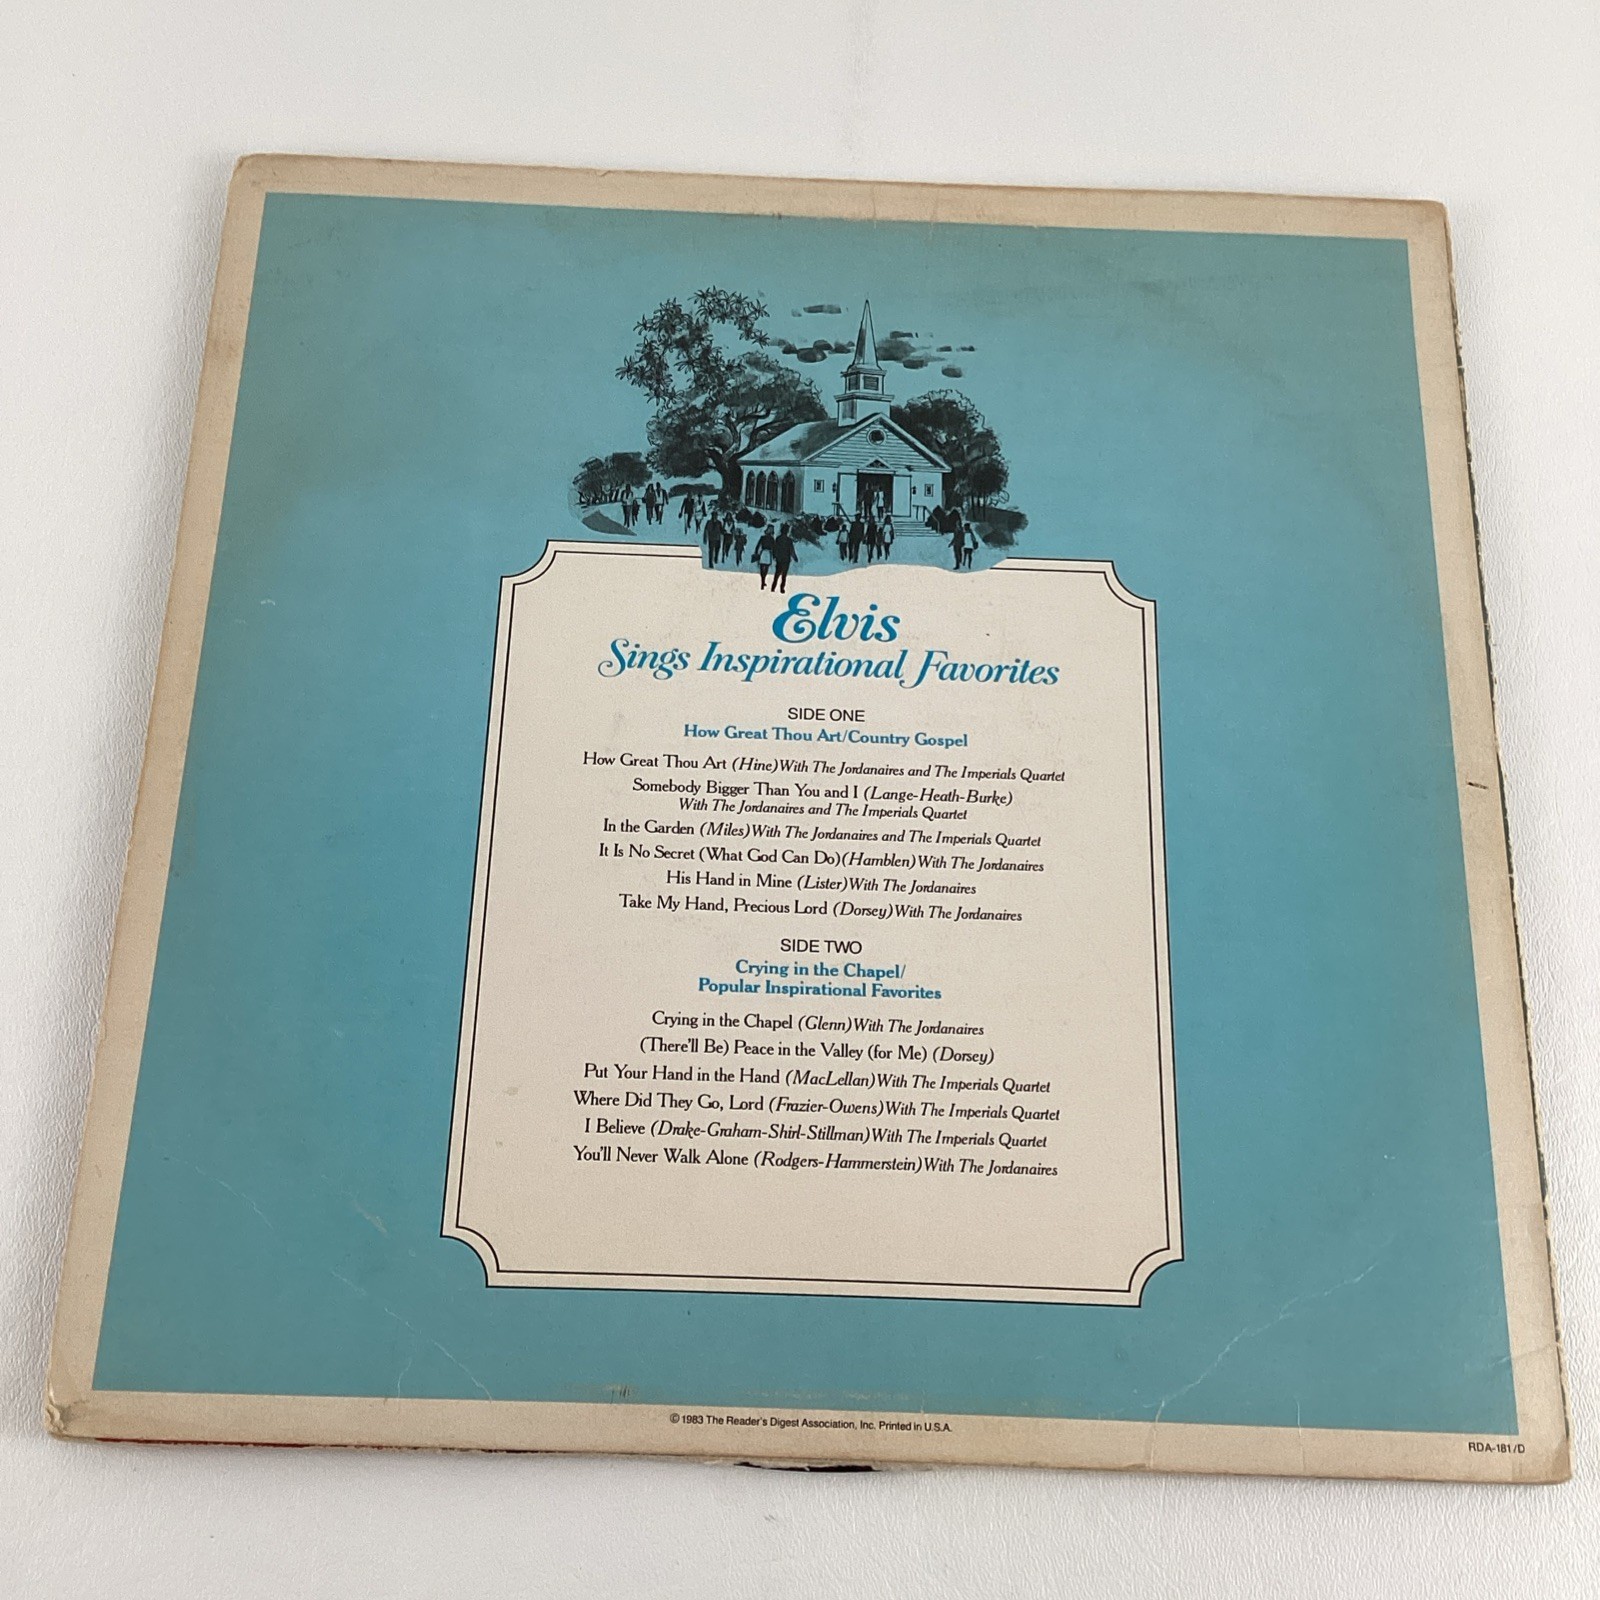 Elvis
Sings Inspirational Favorites
SIDE ONE
How Great Thou Art/Country Gospel
How Great Thou Art (Hine) With The Jordanaires and The Imperials Quartet
Somebody Bigger Than You and I (Lange-Heath-Burke)
With The Jordanaires and The Imperials Quartet
In the Garden (Miles) With The Jordanaires and The Imperials Quartet
It Is No Secret (What God Can Do) (Hamblen) With The Jordanaires
His Hand in Mine (Lister) With The Jordanaires
Take My Hand, Precious Lord (Dorsey) With The Jordanaires
SIDE TWO
Crying in the Chapel/
Popular Inspirational Favorites
Crying in the Chapel (Glenn) With The Jordanaires
(There'll Be) Peace in the Valley (for Me) (Dorsey)
Put Your Hand in the Hand (MacLellan) With The Imperials Quartet
Where Did They Go, Lord (Frazier-Owens) With The Imperials Quartet
I Believe (Drake-Graham-Shirl-Stillman) With The Imperials Quartet
You'll Never Walk Alone (Rodgers-Hammerstein) With The Jordanaires
© 1983 The Reader's Digest Association, Inc. Printed in U.S.A.
RDA-181/D